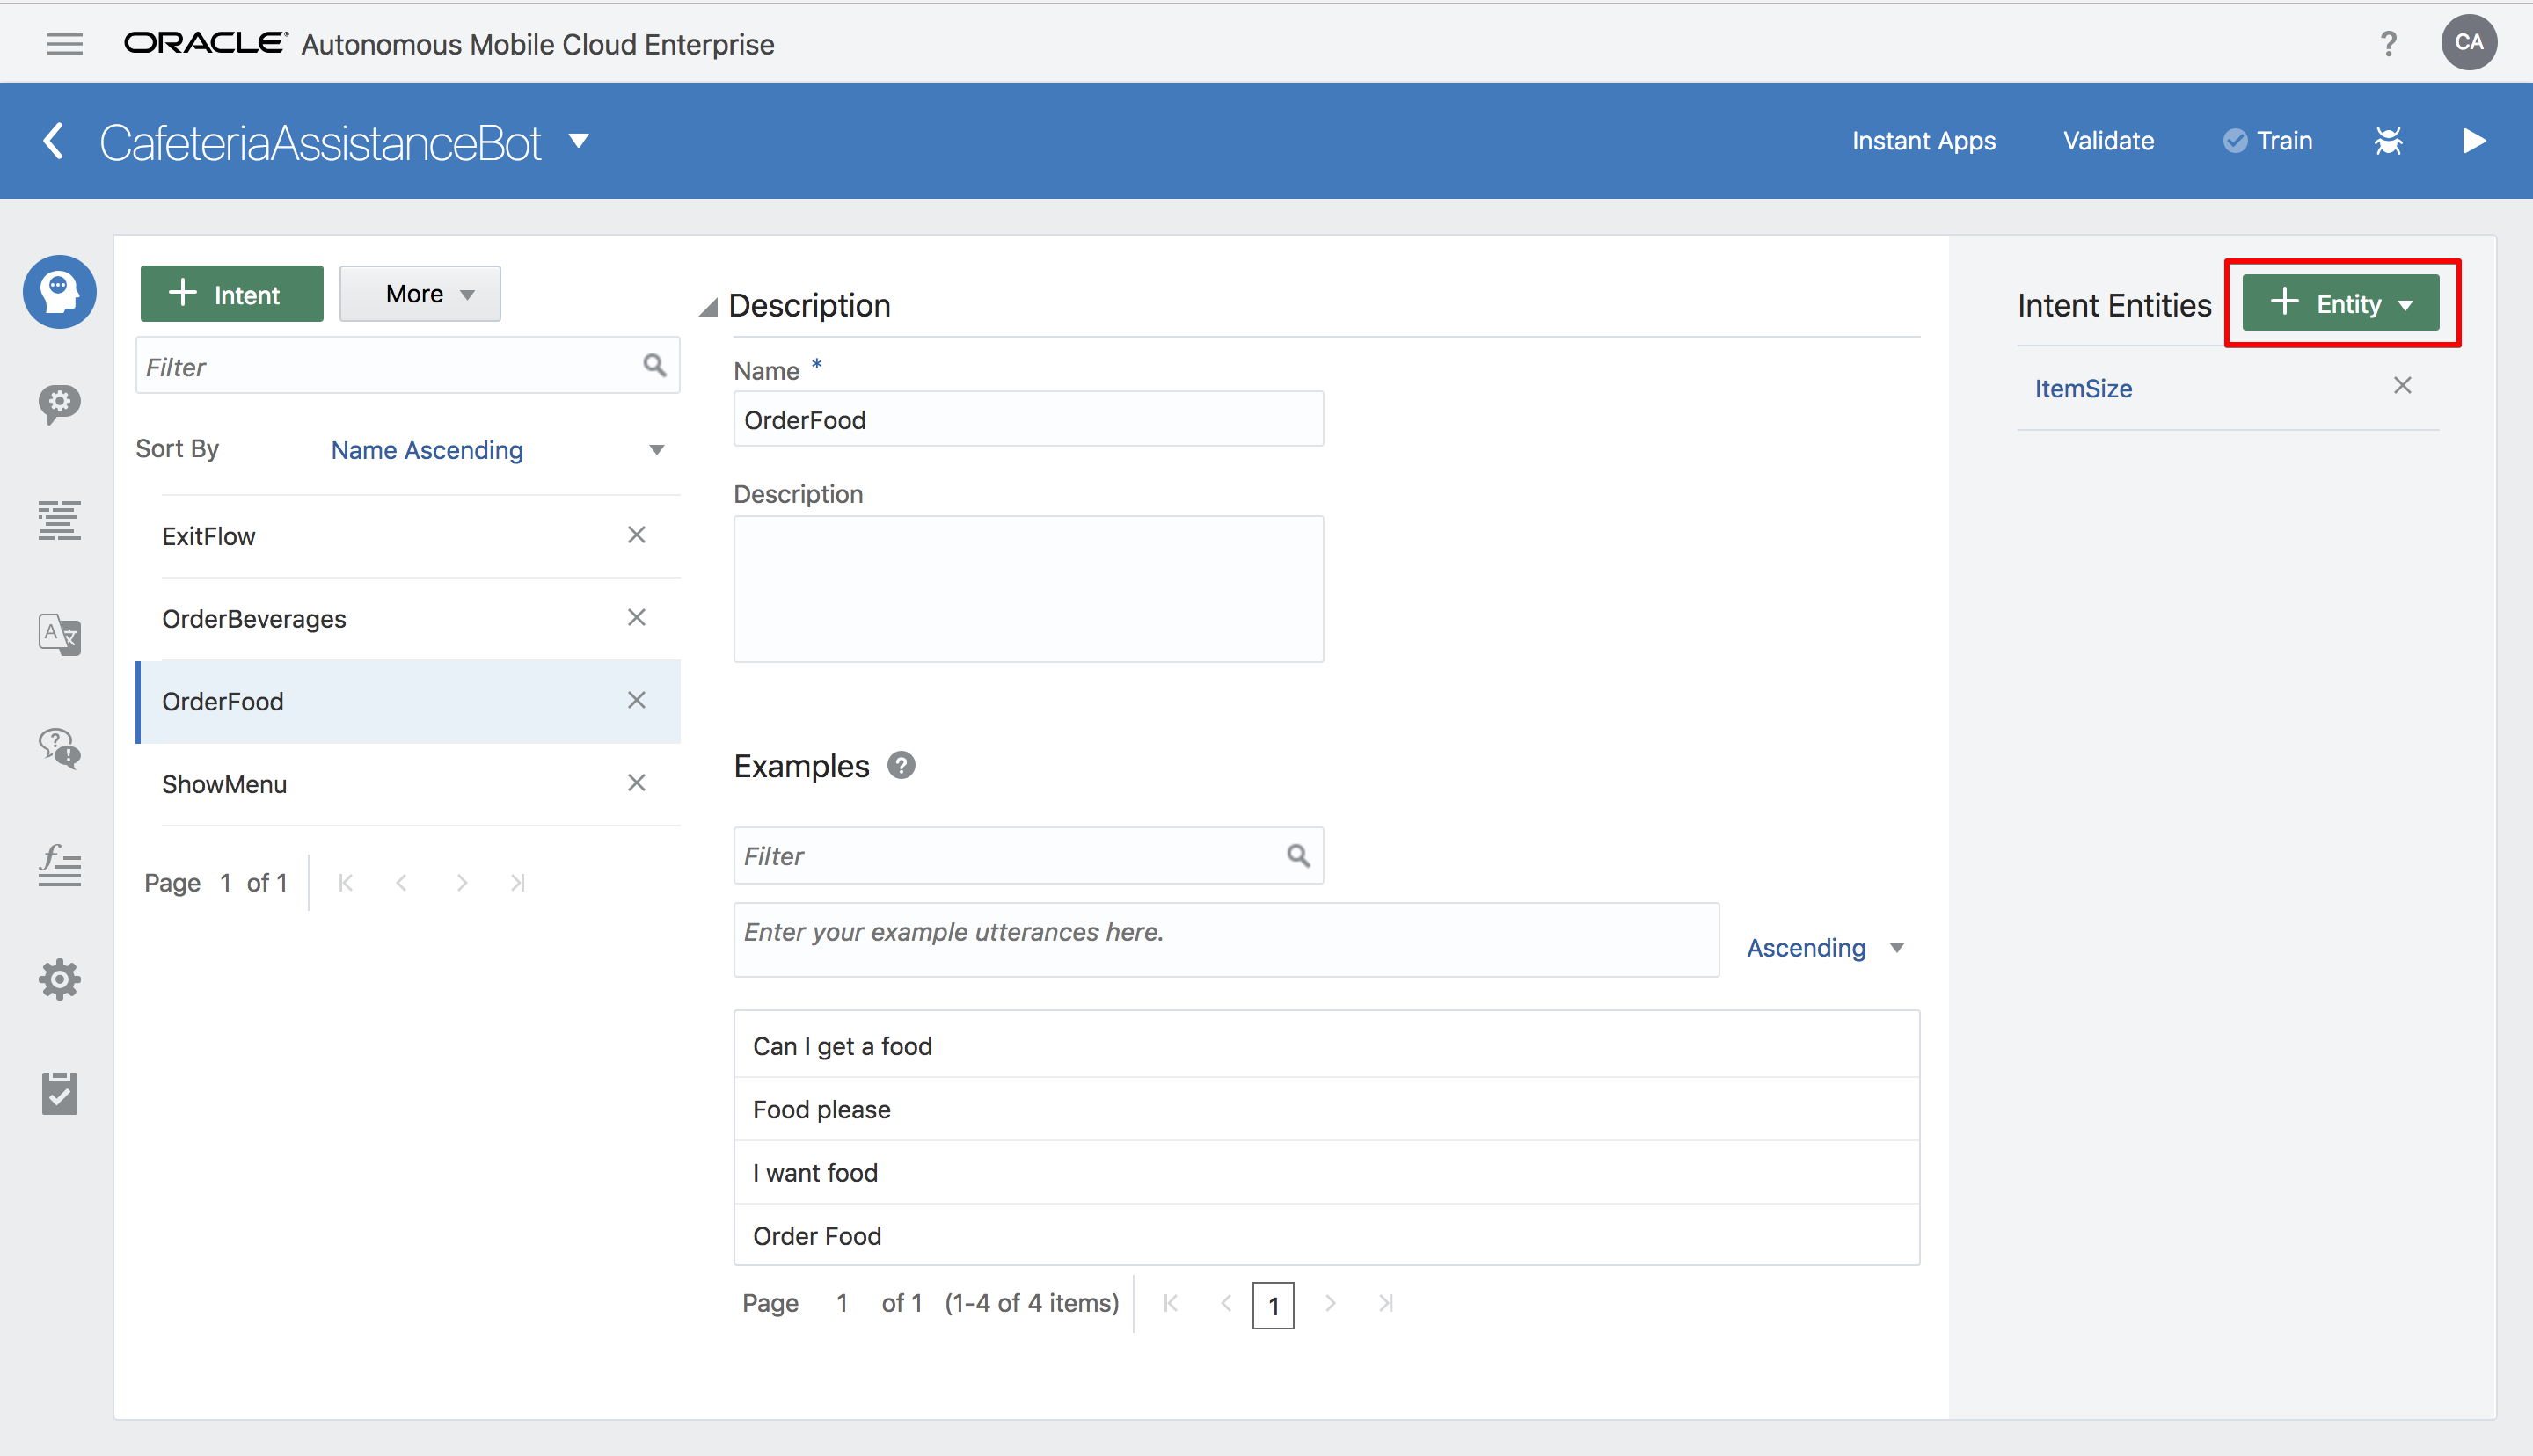 ORACLE® Autonomous Mobile Cloud Enterprise
?
CA
CafeteriaAssistanceBot
Instant Apps
Validate
Train
+ Intent
More
Filter
Sort By
Name Ascending
ExitFlow
OrderBeverages
OrderFood
ShowMenu
Page 1 of 1
Description
Name *
OrderFood
Description
Examples ?
Filter
Enter your example utterances here.
Ascending
Can I get a food
Food please
I want food
Order Food
Page 1 of 1 (1-4 of 4 items)
1
Intent Entities
+ Entity
ItemSize